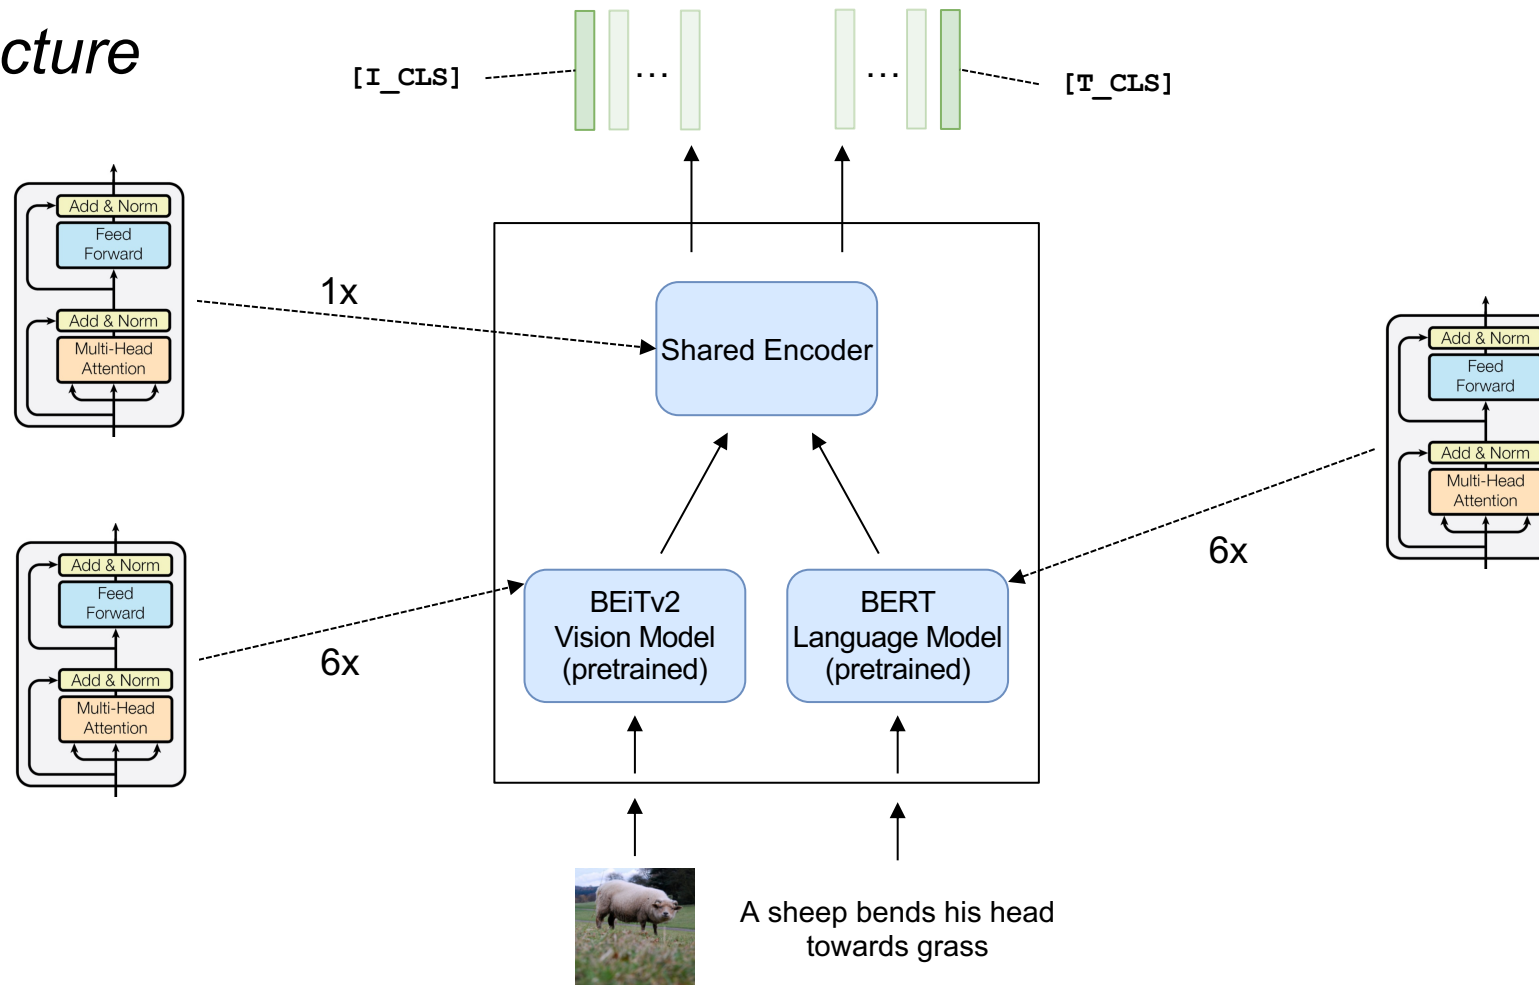 cture
[I_CLS]
...
...
[T_CLS]
Add & Norm
Feed
Forward
Add & Norm
Multi-Head
Attention
1x
Shared Encoder
Add & Norm
Feed
Forward
Add & Norm
Multi-Head
Attention
6x
Add & Norm
Feed
Forward
Add & Norm
Multi-Head
Attention
6x
BEiTv2
Vision Model
(pretrained)
BERT
Language Model
(pretrained)
A sheep bends his head
towards grass